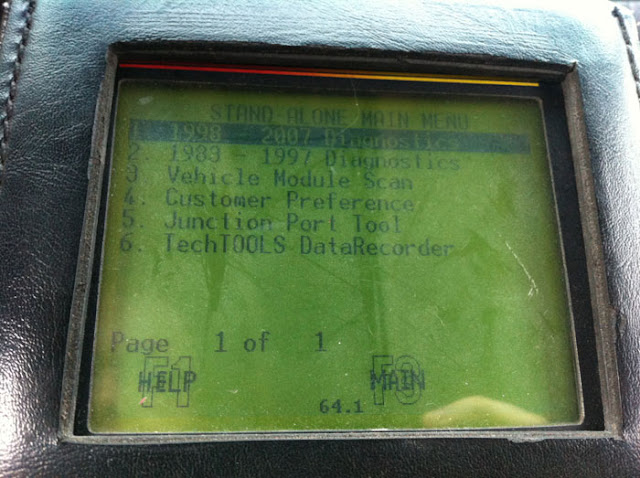 STAND ALONE MAIN MENU
1. 1998 - 2007 Diagnostics
2. 1983 - 1997 Diagnostics
3. Vehicle Module Scan
4. Customer Preference
5. Junction Port Tool
6. TechTOOLS DataRecorder
Page 1 of 1
F1 F3
HELP MAIN
64.1